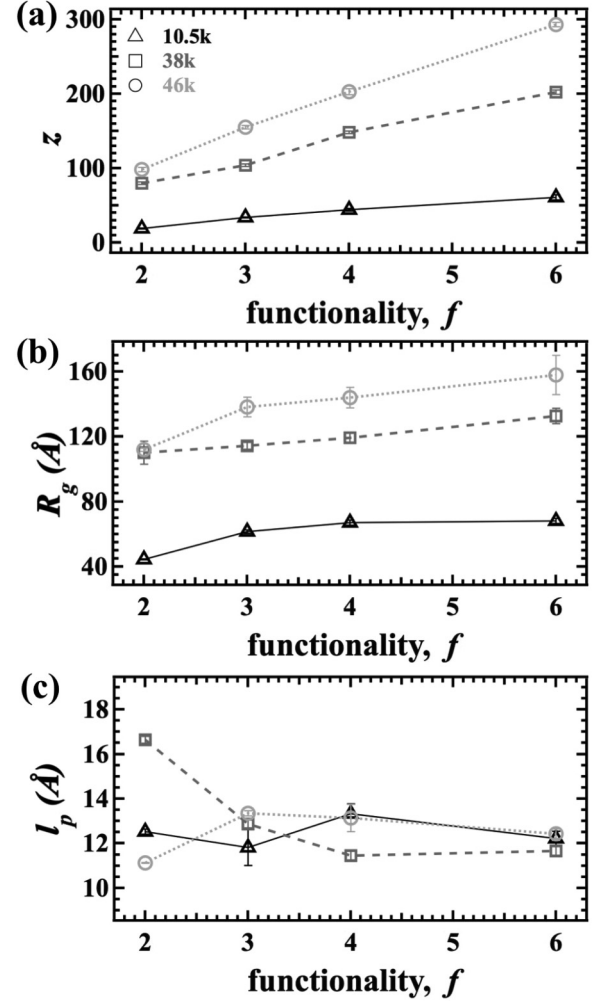 (a)
300
200
100
0
z
10.5k
38k
46k
2 3 4 5 6
functionality, f
(b)
160
120
80
40
R_g (Å)
2 3 4 5 6
functionality, f
(c)
18
16
14
12
10
l_p (Å)
2 3 4 5 6
functionality, f